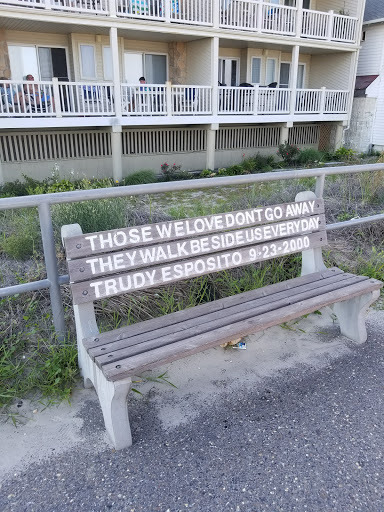 THOSE WE LOVE DONT GO AWAY
THEY WALK BESIDE US EVERYDAY
TRUDY ESPOSITO 9-23-2000